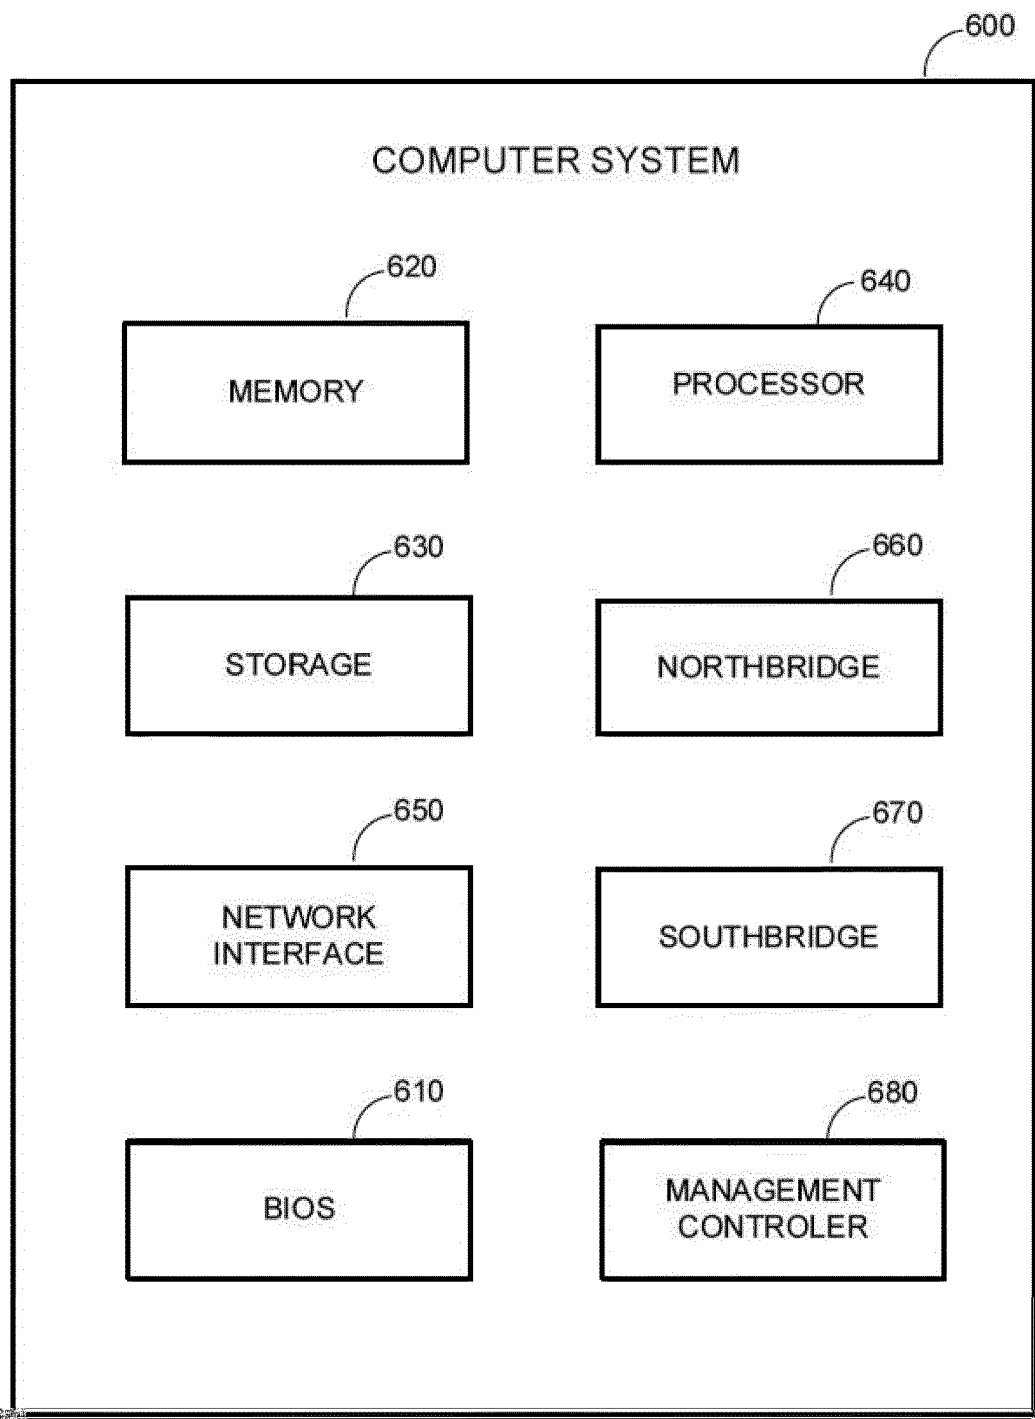 600
COMPUTER SYSTEM
620
640
MEMORY
PROCESSOR
630
660
STORAGE
NORTHBRIDGE
650
670
NETWORK
INTERFACE
SOUTHBRIDGE
610
680
BIOS
MANAGEMENT
CONTROLER